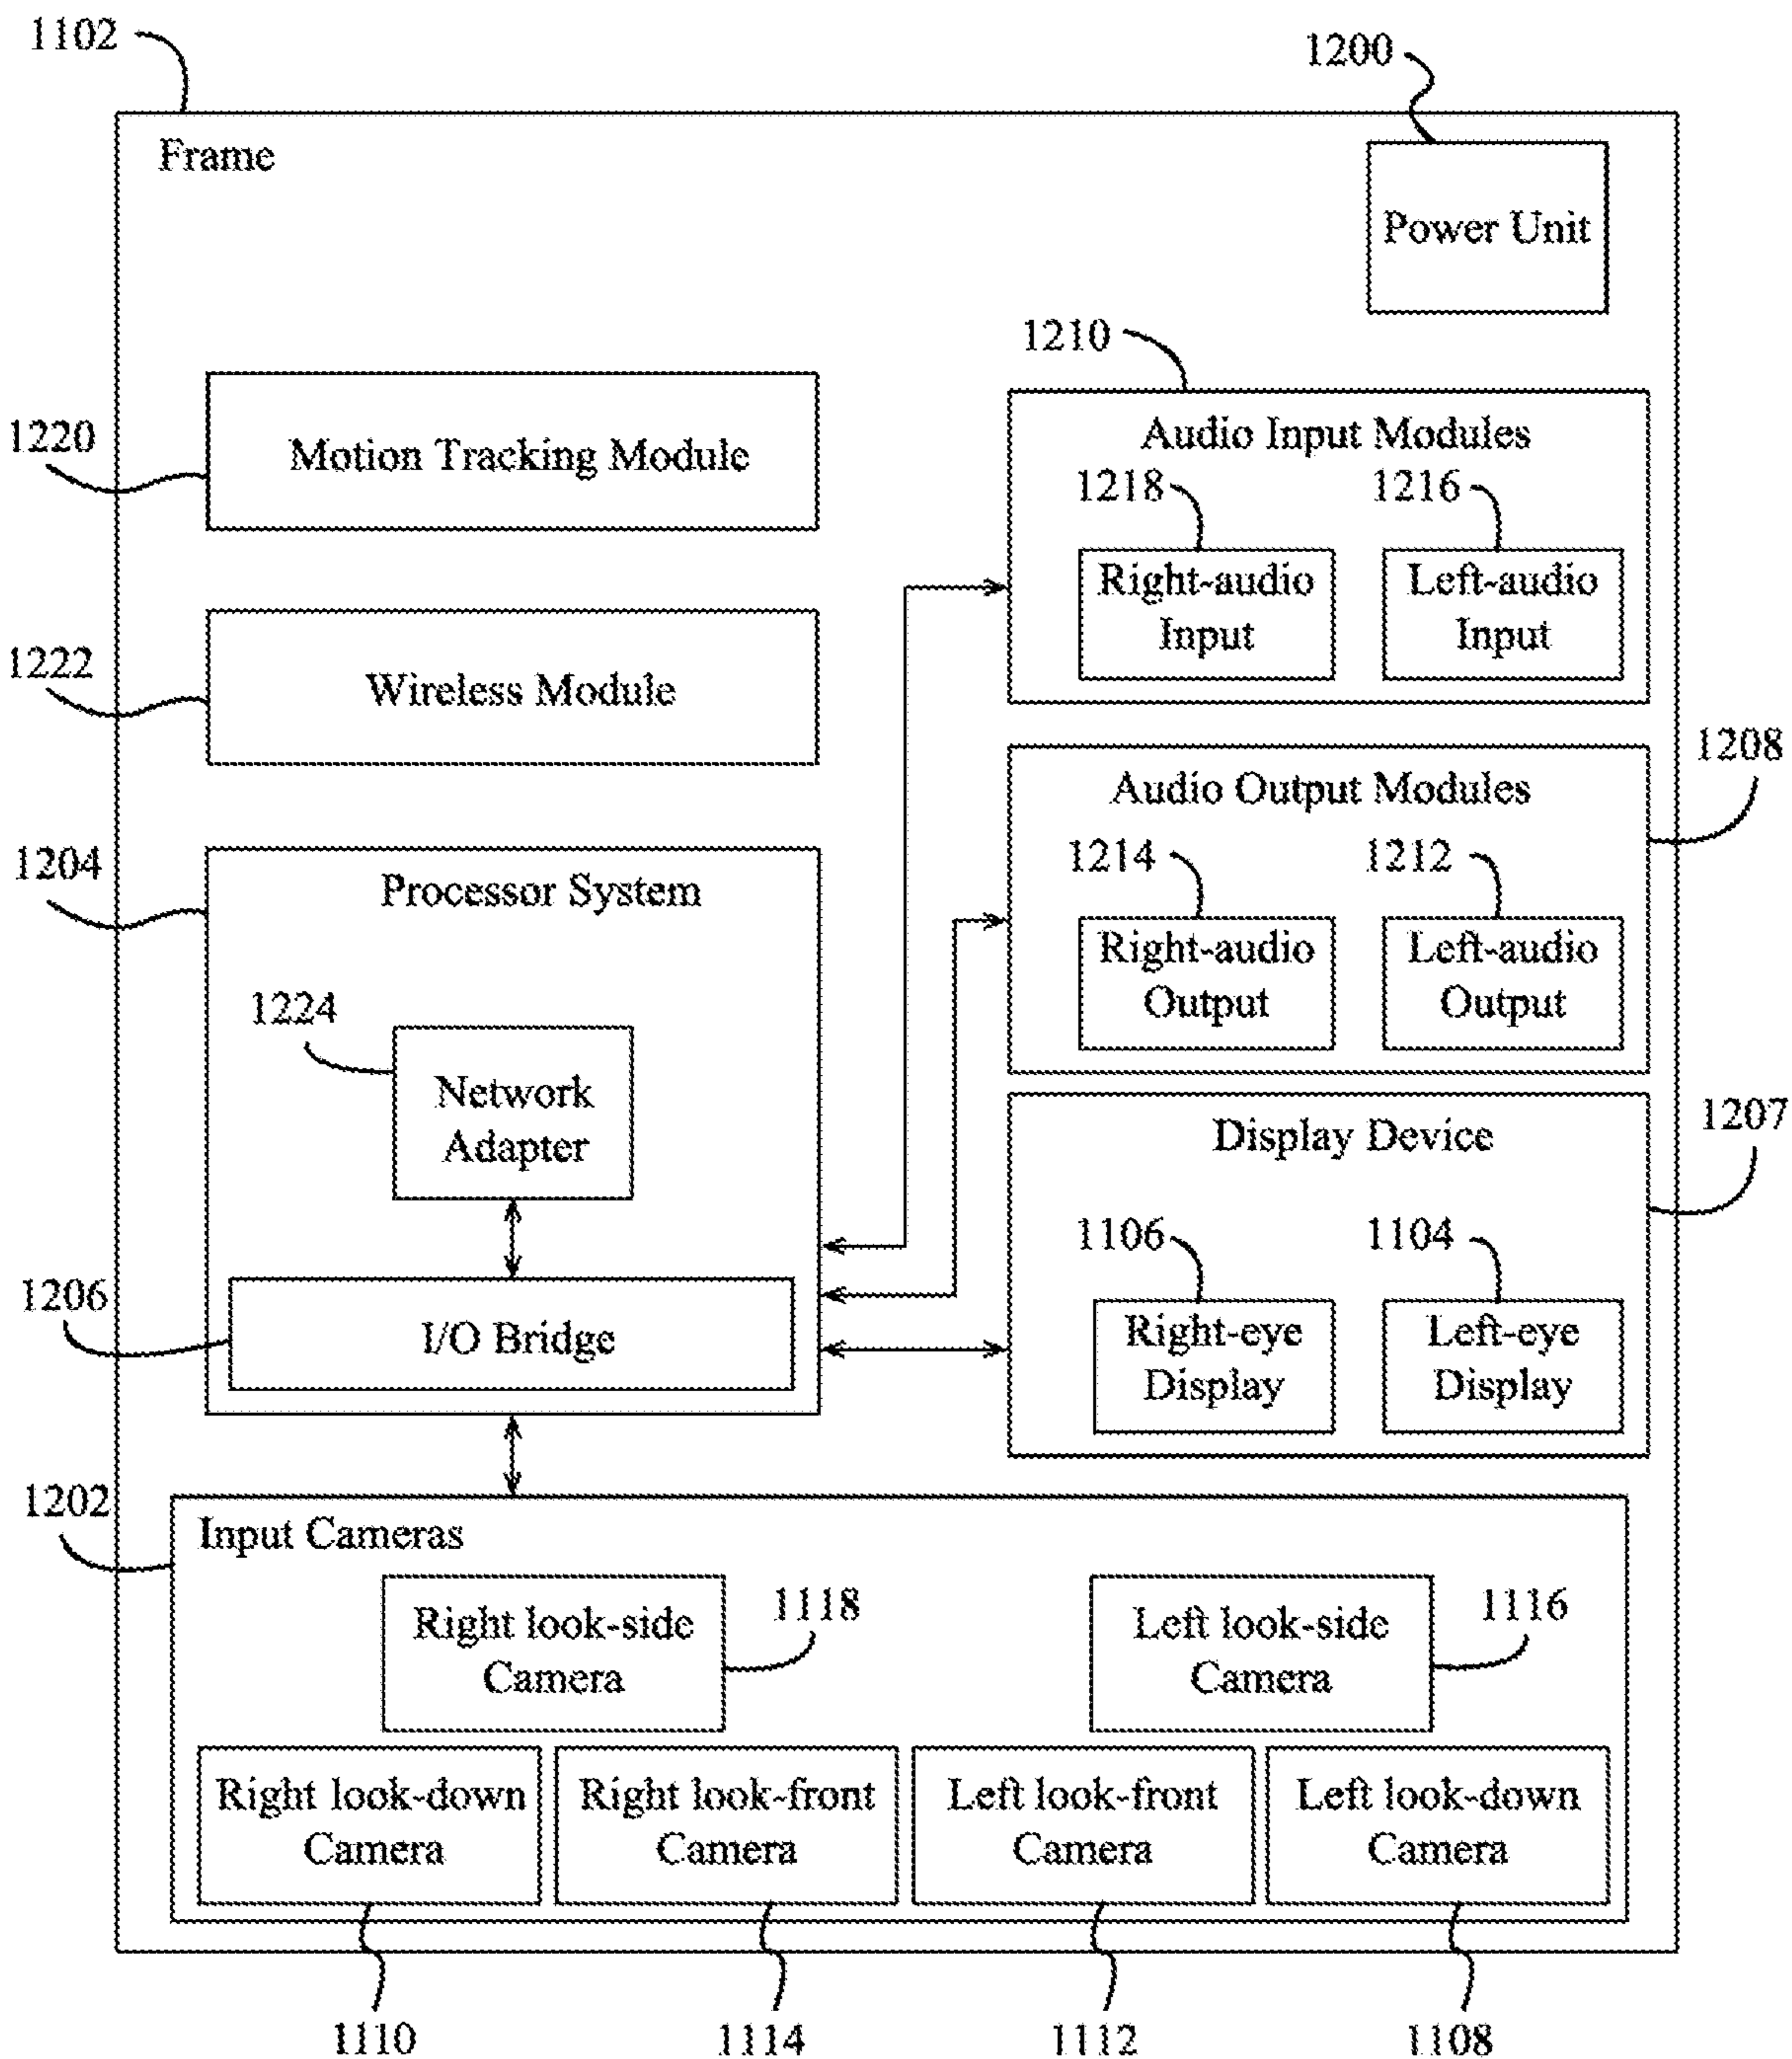 1102
1200
Frame
Power Unit
1210
1220
Motion Tracking Module
Audio Input Modules
1218
1216
Right-audio
Input
Left-audio
Input
1222
Wireless Module
1208
Audio Output Modules
1214
1212
Right-audio
Output
Left-audio
Output
1204
Processor System
1224
Network
Adapter
1207
Display Device
1106
1104
Right-eye
Display
Left-eye
Display
1206
I/O Bridge
1202
Input Cameras
Right look-side
Camera
1118
Left look-side
Camera
1116
Right look-down
Camera
Right look-front
Camera
Left look-front
Camera
Left look-down
Camera
1110
1114
1112
1108